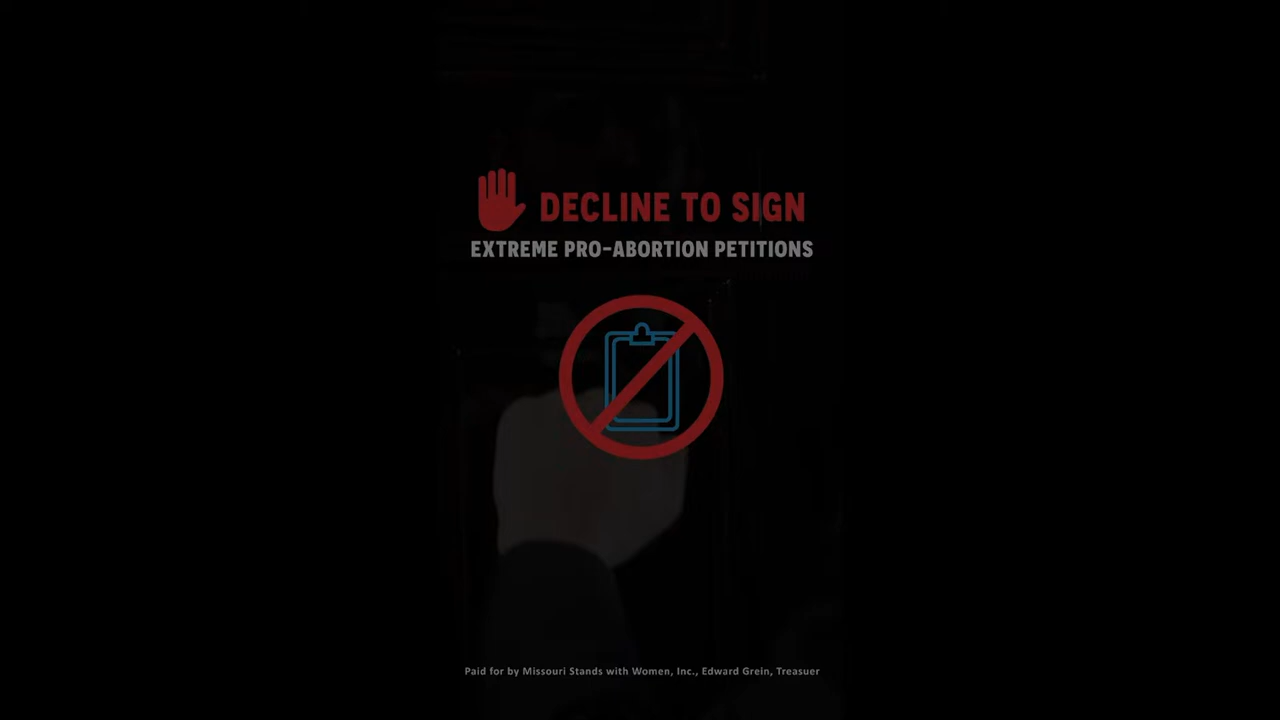 DECLINE TO SIGN
EXTREME PRO-ABORTION PETITIONS
Paid for by Missouri Stands with Women, Inc., Edward Grein, Treasuer